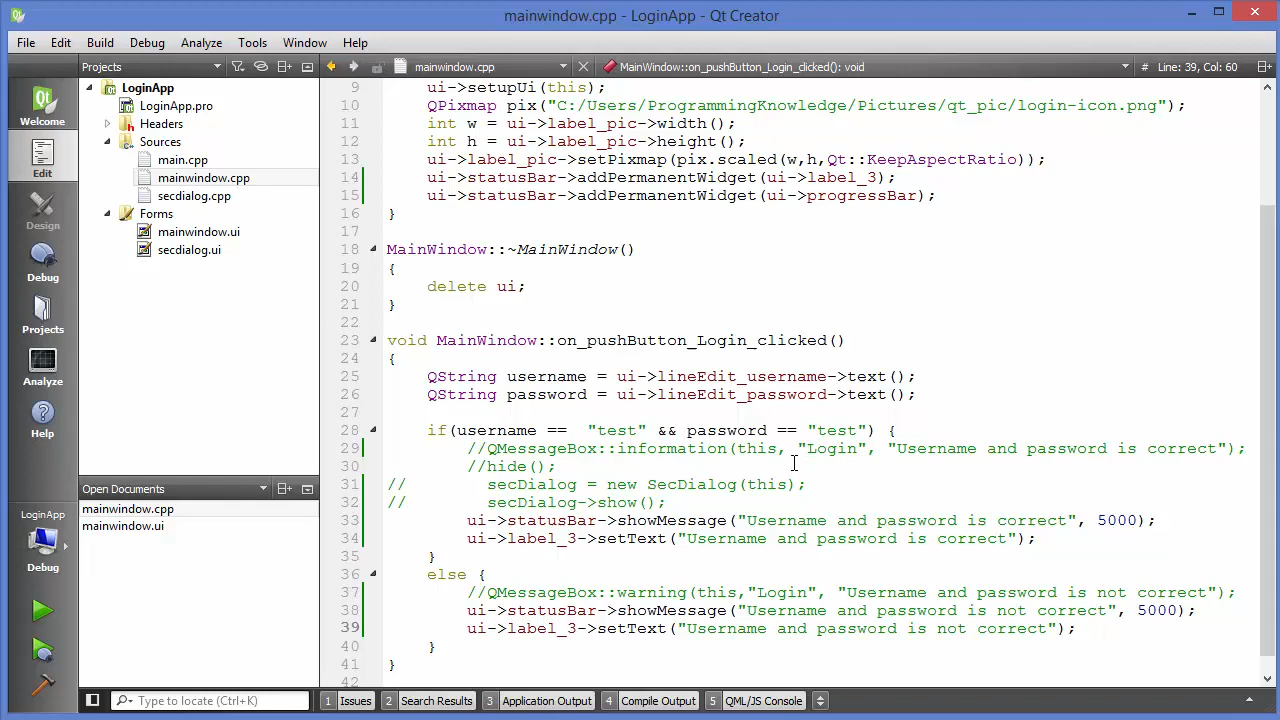 mainwindow.cpp - LoginApp - Qt Creator
File Edit Build Debug Analyze Tools Window Help
Projects mainwindow.cpp MainWindow::on_pushButton_Login_clicked(): void # Line: 39, Col: 60
Welcome
Edit
Design
Debug
Projects
Analyze
Help
LoginApp
Debug
LoginApp
LoginApp.pro
Headers
Sources
main.cpp
mainwindow.cpp
secdialog.cpp
Forms
mainwindow.ui
secdialog.ui
Open Documents
mainwindow.cpp
mainwindow.ui
9 ui->setupUi(this);
10 QPixmap pix("C:/Users/ProgrammingKnowledge/Pictures/qt_pic/login-icon.png");
11 int w = ui->label_pic->width();
12 int h = ui->label_pic->height();
13 ui->label_pic->setPixmap(pix.scaled(w,h,Qt::KeepAspectRatio));
14 ui->statusBar->addPermanentWidget(ui->label_3);
15 ui->statusBar->addPermanentWidget(ui->progressBar);
16 }
17
18 MainWindow::~MainWindow()
19 {
20 delete ui;
21 }
22
23 void MainWindow::on_pushButton_Login_clicked()
24 {
25 QString username = ui->lineEdit_username->text();
26 QString password = ui->lineEdit_password->text();
27
28 if(username == "test" && password == "test") {
29 //QMessageBox::information(this, "Login", "Username and password is correct");
30 //hide();
31 // secDialog = new SecDialog(this);
32 // secDialog->show();
33 ui->statusBar->showMessage("Username and password is correct", 5000);
34 ui->label_3->setText("Username and password is correct");
35 }
36 else {
37 //QMessageBox::warning(this,"Login", "Username and password is not correct");
38 ui->statusBar->showMessage("Username and password is not correct", 5000);
39 ui->label_3->setText("Username and password is not correct");
40 }
41 }
42
Type to locate (Ctrl+K) 1 Issues 2 Search Results 3 Application Output 4 Compile Output 5 QML/JS Console